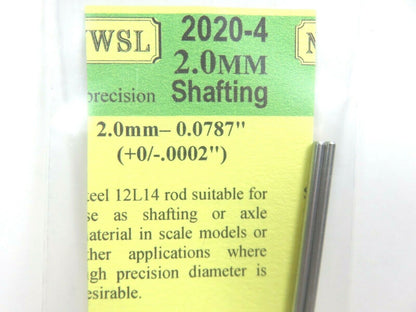 WSL 2020-4 N
2.0MM
precision Shafting
2.0mm– 0.0787"
(+0/-.0002")
teel 12L14 rod suitable for
se as shafting or axle
aterial in scale models or
ther applications where
gh precision diameter is
esirable.